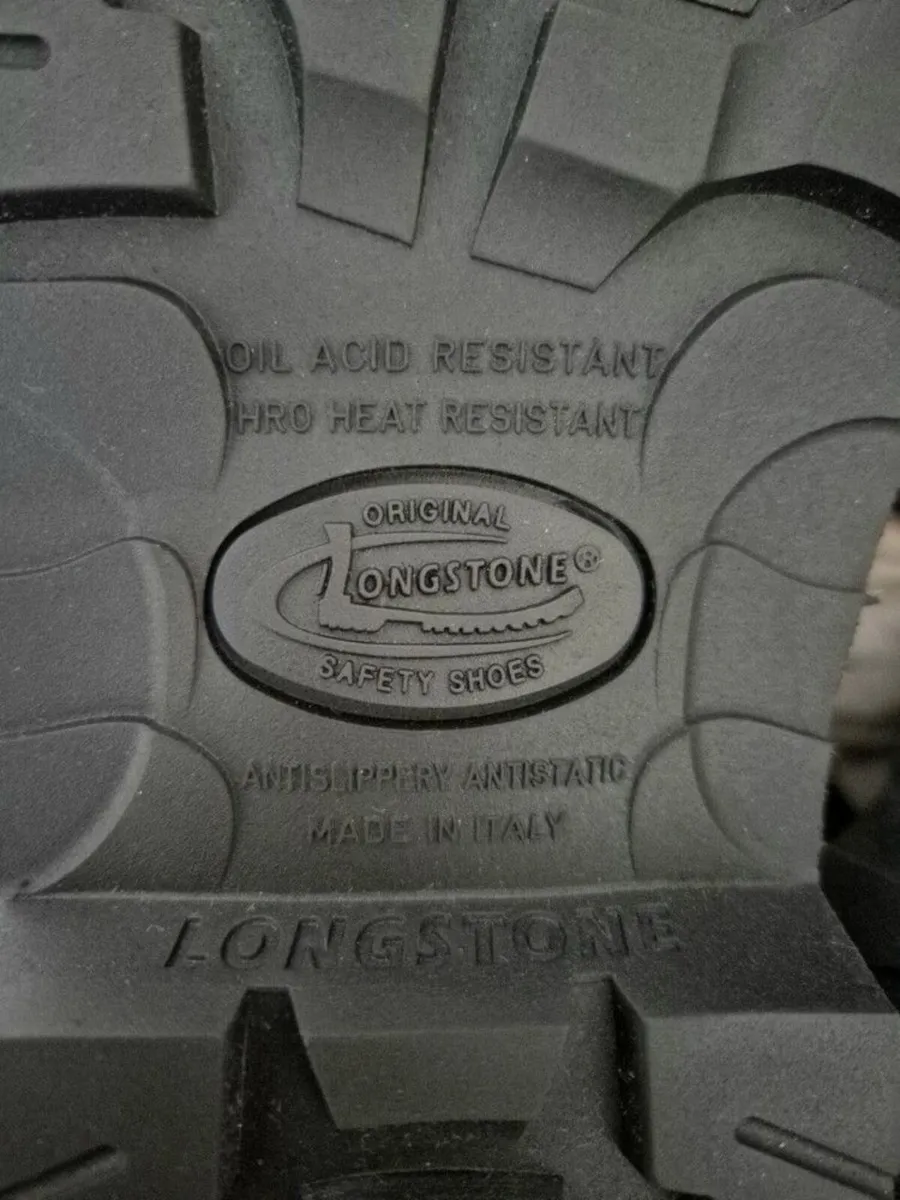 OIL ACID RESISTANT
HRO HEAT RESISTANT
ORIGINAL
LONGSTONE®
SAFETY SHOES
ANTISLIPPERY ANTISTATIC
MADE IN ITALY
LONGSTONE